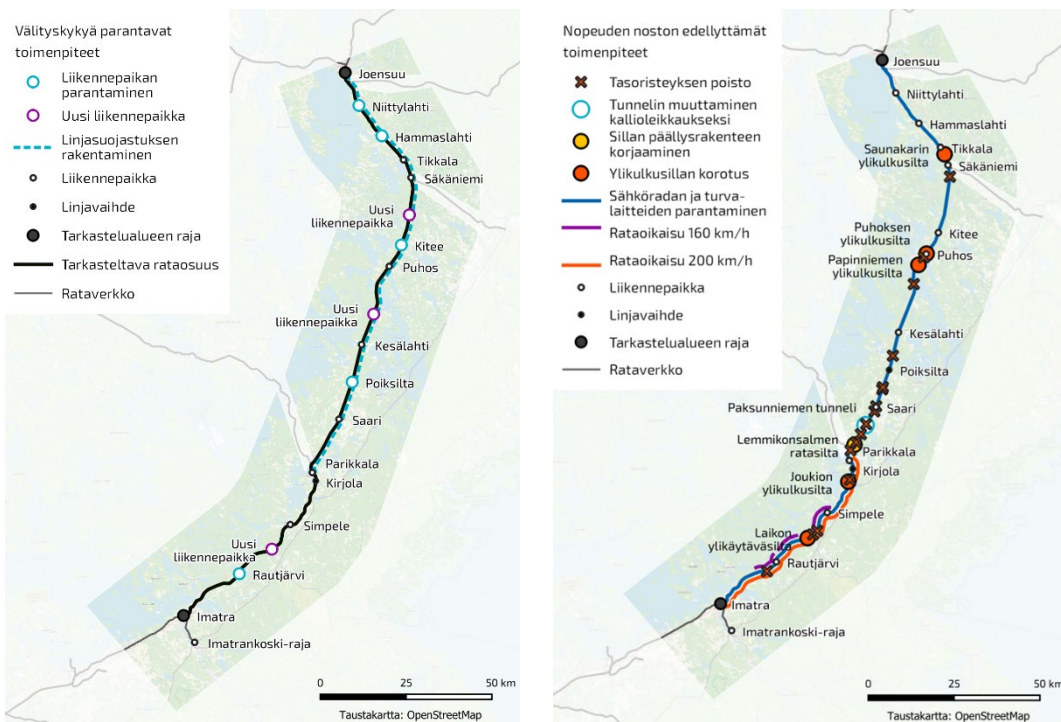 Välityskykyä parantavat
toimenpiteet
Liikennepaikan
parantaminen
Uusi liikennepaikka
Linjasuojastuksen
rakentaminen
Liikennepaikka
Linjavaihde
Tarkastelualueen raja
Tarkasteltava rataosuus
Rataverkko
Joensuu
Niittylahti
Hammaslahti
Tikkala
Säkäniemi
Uusi
liikennepaikka
Kitee
Puhos
Uusi
liikennepaikka
Kesälahti
Poiksilta
Saari
Parikkala
Kirjola
Simpele
Uusi
liikennepaikka
Rautjärvi
Imatra
Imatrankoski-raja
0 25 50 km
Taustakartta: OpenStreetMap
Nopeuden noston edellyttämät
toimenpiteet
Tasoristeyksen poisto
Tunnelin muuttaminen
kallioleikkaukseksi
Sillan päällysrakenteen
korjaaminen
Ylikulkusillan korotus
Sähköradan ja turva-
laitteiden parantaminen
Rataoikaisu 160 km/h
Rataoikaisu 200 km/h
Liikennepaikka
Linjavaihde
Tarkastelualueen raja
Rataverkko
Joensuu
Niittylahti
Hammaslahti
Tikkala
Saunakarin
ylikulkusilta
Säkäniemi
Kitee
Puhoksen
ylikulkusilta
Puhos
Papinniemen
ylikulkusilta
Kesälahti
Poiksilta
Paksunniemen tunneli
Saari
Lemmikonsalmen
ratasilta
Parikkala
Kirjola
Joukion
ylikulkusilta
Simpele
Laikon
ylikäytäväsilta
Rautjärvi
Imatra
Imatrankoski-raja
0 25 50 km
Taustakartta: OpenStreetMap